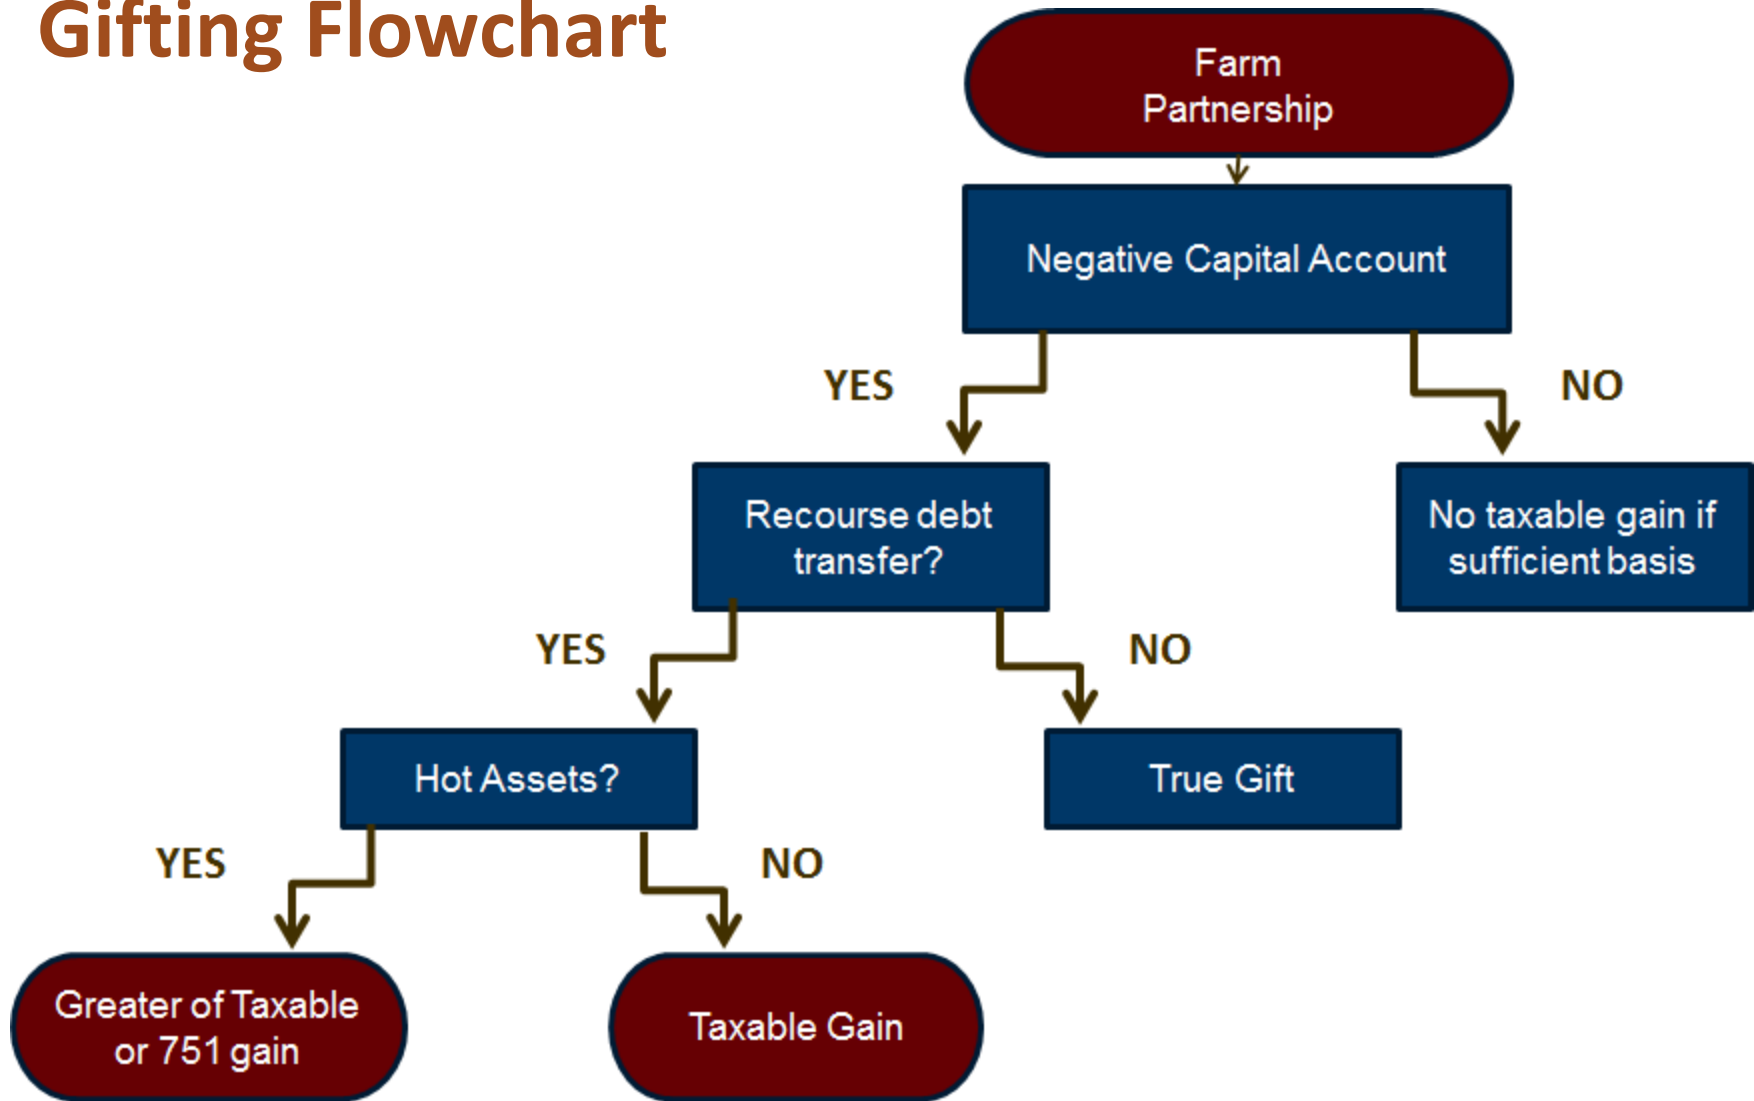 Gifting Flowchart
Farm
Partnership
Negative Capital Account
YES
NO
Recourse debt
transfer?
No taxable gain if
sufficient basis
YES
NO
Hot Assets?
True Gift
YES
NO
Greater of Taxable
or 751 gain
Taxable Gain